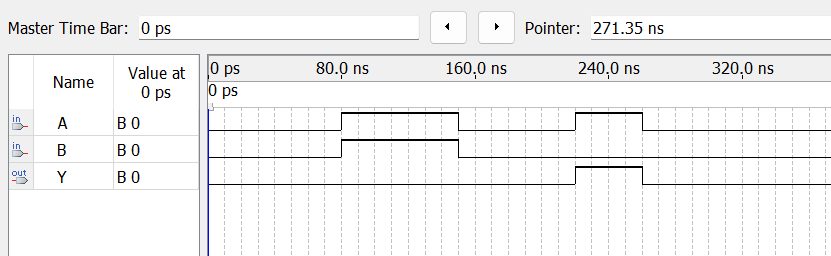 Master Time Bar: 0 ps Pointer: 271.35 ns
Name Value at 0 ps
0 ps 80.0 ns 160.0 ns 240.0 ns 320.0 ns
0 ps
in A B 0
in B B 0
out Y B 0